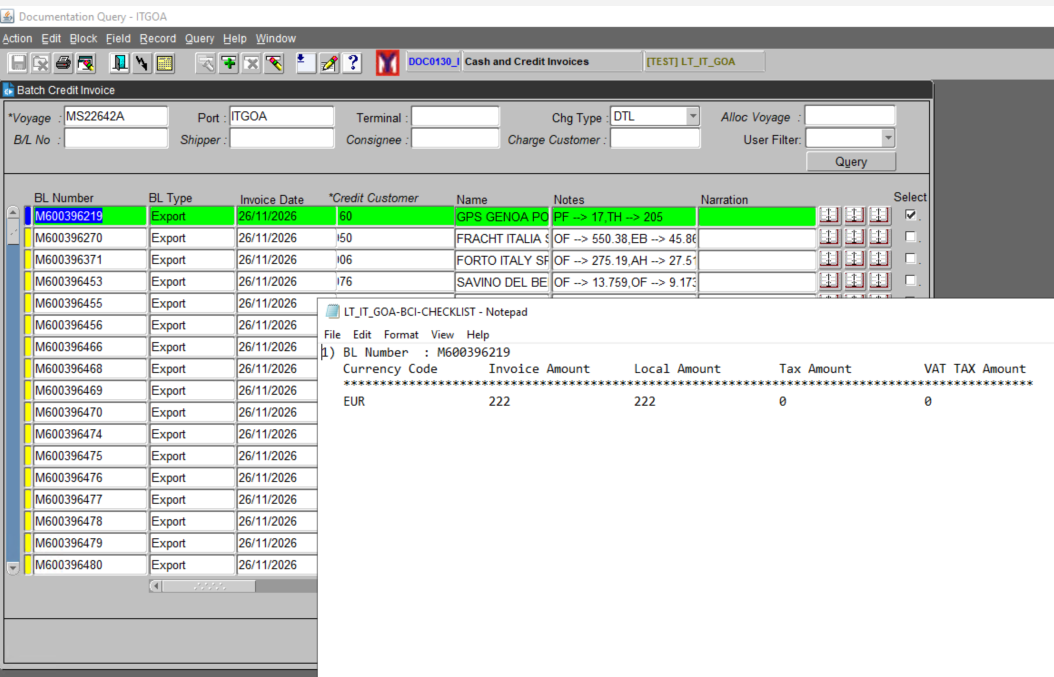 Documentation Query - ITGOA
Action Edit Block Field Record Query Help Window
DOC0130_I Cash and Credit Invoices [TEST] LT_IT_GOA
Batch Credit Invoice
*Voyage : MS22642A Port : ITGOA Terminal : Chg Type : DTL Alloc Voyage :
B/L No : Shipper : Consignee : Charge Customer : User Filter:
Query
BL Number BL Type Invoice Date *Credit Customer Name Notes Narration Select
M600396219 Export 26/11/2026 60 GPS GENOA PO PF --> 17,TH --> 205
M600396270 Export 26/11/2026 50 FRACHT ITALIA S OF --> 550.38,EB --> 45.86
M600396371 Export 26/11/2026 06 FORTO ITALY SF OF --> 275.19,AH --> 27.51
M600396453 Export 26/11/2026 76 SAVINO DEL BE OF --> 13.759,OF --> 9.173
M600396455 Export 26/11/2026
M600396456 Export 26/11/2026
M600396466 Export 26/11/2026
M600396468 Export 26/11/2026
M600396469 Export 26/11/2026
M600396470 Export 26/11/2026
M600396474 Export 26/11/2026
M600396475 Export 26/11/2026
M600396476 Export 26/11/2026
M600396477 Export 26/11/2026
M600396478 Export 26/11/2026
M600396479 Export 26/11/2026
M600396480 Export 26/11/2026
LT_IT_GOA-BCI-CHECKLIST - Notepad
File Edit Format View Help
1) BL Number : M600396219
Currency Code Invoice Amount Local Amount Tax Amount VAT TAX Amount
***********************************************************************************************
EUR 222 222 0 0